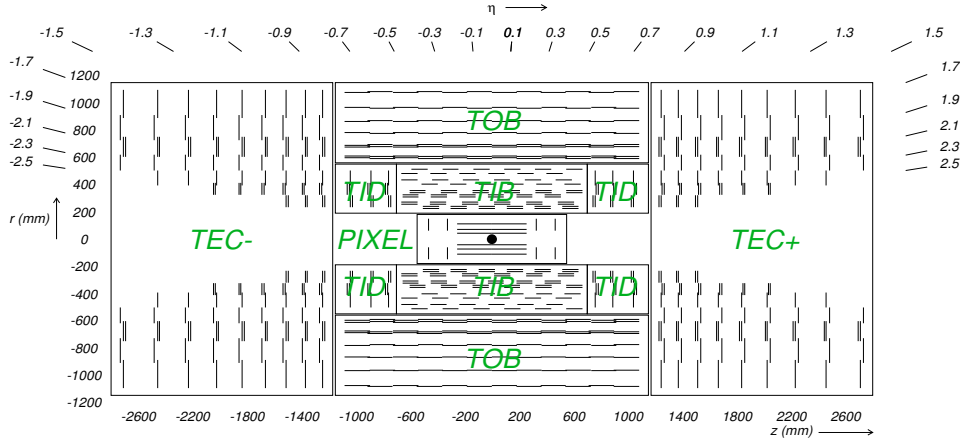 η
-1.5 -1.3 -1.1 -0.9 -0.7 -0.5 -0.3 -0.1 0.1 0.3 0.5 0.7 0.9 1.1 1.3 1.5
-1.7 1.7
1200
-1.9 1000 1.9
-2.1 800 TOB 2.1
-2.3 2.3
-2.5 600 2.5
400
TID TIB TID
r (mm) 200
0 TEC- PIXEL TEC+
-200
TID TIB TID
-400
-600
-800 TOB
-1000
-1200
-2600 -2200 -1800 -1400 -1000 -600 -200 200 600 1000 1400 1800 2200 2600
z (mm)